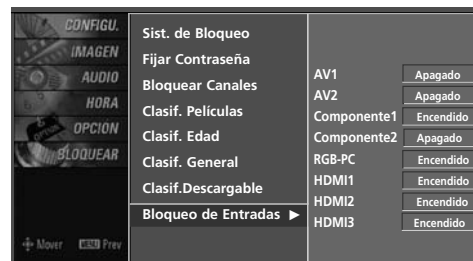 CONFIGU.
IMAGEN
AUDIO
HORA
OPCIÓN
BLOQUEAR
Mover MENU Prev
Sist. de Bloqueo
Fijar Contraseña
Bloquear Canales
Clasif. Películas
Clasif. Edad
Clasif. General
Clasif.Descargable
Bloqueo de Entradas ►
AV1 Apagado
AV2 Apagado
Componente1 Encendido
Componente2 Apagado
RGB-PC Encendido
HDMI1 Encendido
HDMI2 Encendido
HDMI3 Encendido